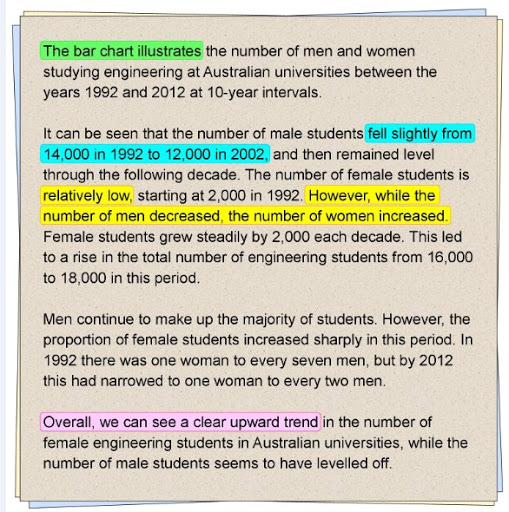 The bar chart illustrates the number of men and women
studying engineering at Australian universities between the
years 1992 and 2012 at 10-year intervals.
It can be seen that the number of male students fell slightly from
14,000 in 1992 to 12,000 in 2002, and then remained level
through the following decade. The number of female students is
relatively low, starting at 2,000 in 1992. However, while the
number of men decreased, the number of women increased.
Female students grew steadily by 2,000 each decade. This led
to a rise in the total number of engineering students from 16,000
to 18,000 in this period.
Men continue to make up the majority of students. However, the
proportion of female students increased sharply in this period. In
1992 there was one woman to every seven men, but by 2012
this had narrowed to one woman to every two men.
Overall, we can see a clear upward trend in the number of
female engineering students in Australian universities, while the
number of male students seems to have levelled off.